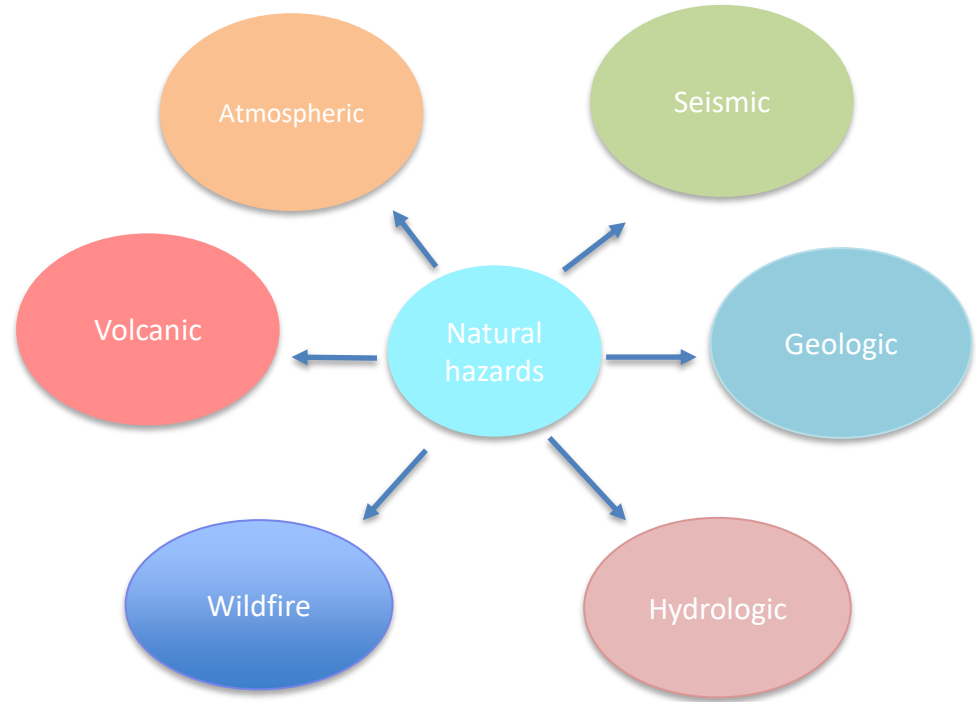 Atmospheric
Seismic
Volcanic
Natural
hazards
Geologic
Wildfire
Hydrologic